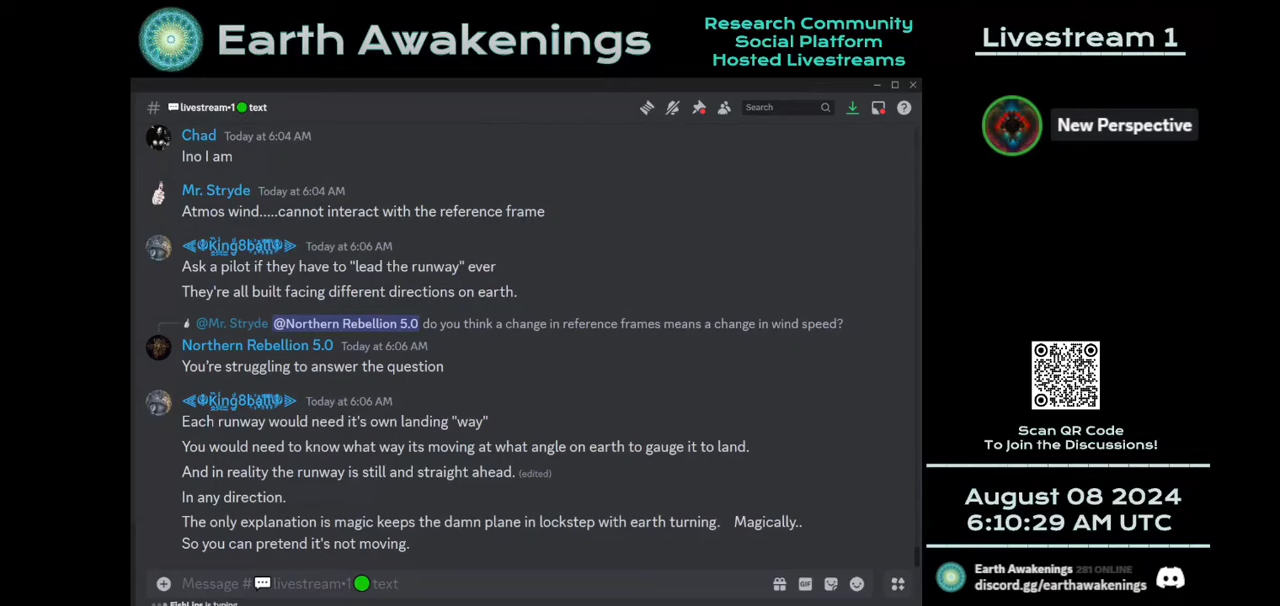 Earth Awakenings
Research Community
Social Platform
Hosted Livestreams
Livestream 1
New Perspective
# livestream•1 text
Search
Chad Today at 6:04 AM
Ino I am
Mr. Stryde Today at 6:04 AM
Atmos wind.....cannot interact with the reference frame
King8ball Today at 6:06 AM
Ask a pilot if they have to "lead the runway" ever
They're all built facing different directions on earth.
@Mr. Stryde @Northern Rebellion 5.0 do you think a change in reference frames means a change in wind speed?
Northern Rebellion 5.0 Today at 6:06 AM
You're struggling to answer the question
King8ball Today at 6:06 AM
Each runway would need it's own landing "way"
You would need to know what way its moving at what angle on earth to gauge it to land.
And in reality the runway is still and straight ahead. (edited)
In any direction.
The only explanation is magic keeps the damn plane in lockstep with earth turning. Magically..
So you can pretend it's not moving.
Message # livestream•1 text
GIF
FishLips is typing
Scan QR Code
To Join the Discussions!
August 08 2024
6:10:29 AM UTC
Earth Awakenings 281 ONLINE
discord.gg/earthawakenings